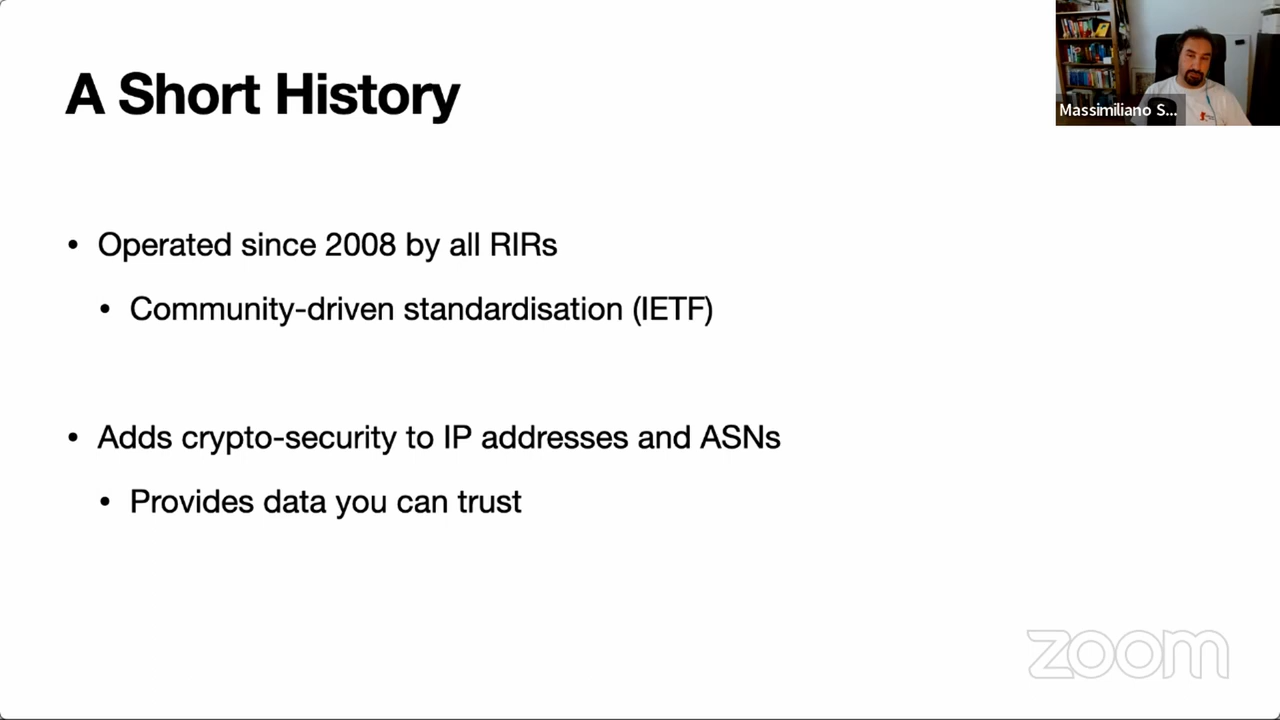 A Short History
Massimiliano S...
• Operated since 2008 by all RIRs
• Community-driven standardisation (IETF)
• Adds crypto-security to IP addresses and ASNs
• Provides data you can trust
zoom